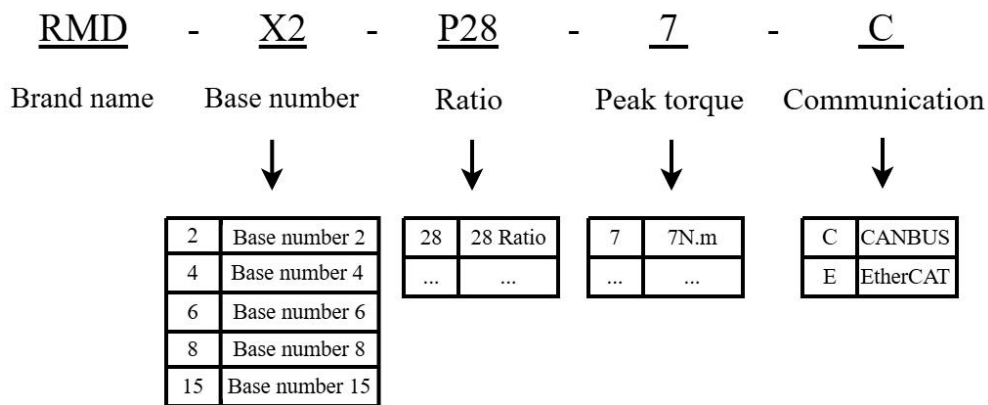 RMD - X2 - P28 - 7 - C
Brand name Base number Ratio Peak torque Communication
2 Base number 2 28 28 Ratio 7 7N.m C CANBUS
4 Base number 4 ... ... ... ... E EtherCAT
6 Base number 6
8 Base number 8
15 Base number 15